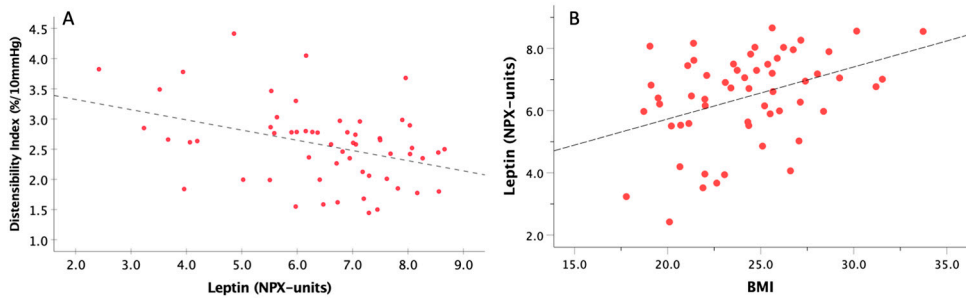 A
Distensibility Index (%/10mmHg)
4.5
4.0
3.5
3.0
2.5
2.0
1.5
1.0
2.0 3.0 4.0 5.0 6.0 7.0 8.0 9.0
Leptin (NPX-units)
B
Leptin (NPX-units)
8.0
6.0
4.0
2.0
15.0 20.0 25.0 30.0 35.0
BMI